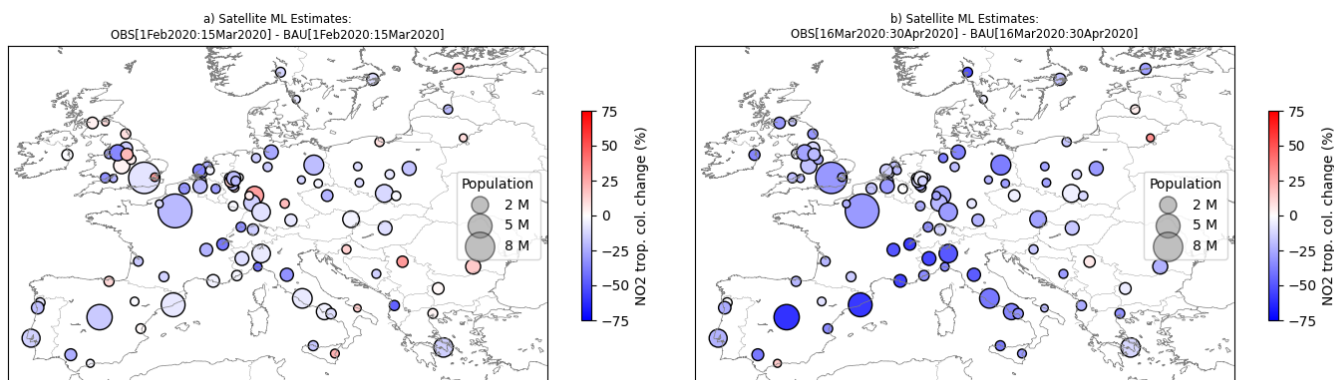 a) Satellite ML Estimates:
OBS[1Feb2020:15Mar2020] - BAU[1Feb2020:15Mar2020]
Population
2 M
5 M
8 M
75
50
25
0
−25
−50
−75
NO2 trop. col. change (%)
b) Satellite ML Estimates:
OBS[16Mar2020:30Apr2020] - BAU[16Mar2020:30Apr2020]
Population
2 M
5 M
8 M
75
50
25
0
−25
−50
−75
NO2 trop. col. change (%)